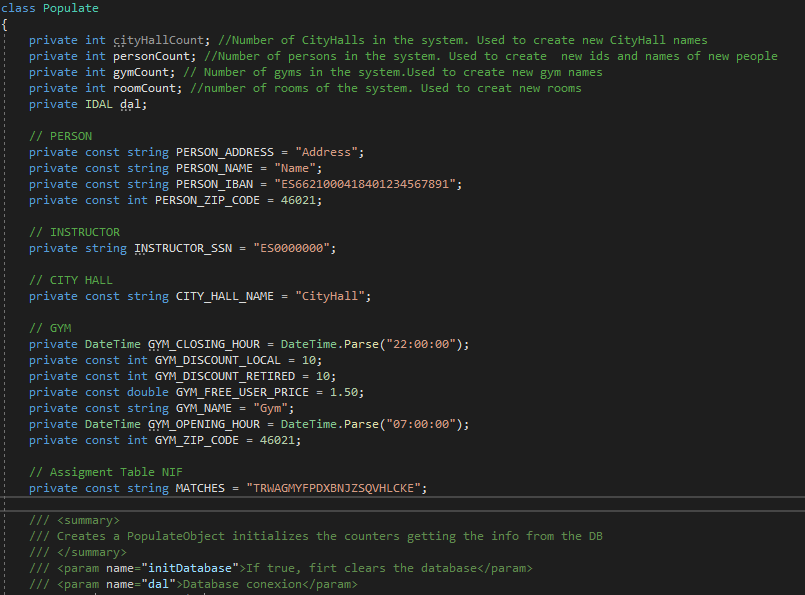 class Populate
{
private int cityHallCount; //Number of CityHalls in the system. Used to create new CityHall names
private int personCount; //Number of persons in the system. Used to create  new ids and names of new people
private int gymCount; // Number of gyms in the system.Used to create new gym names
private int roomCount; //number of rooms of the system. Used to creat new rooms
private IDAL dal;
// PERSON
private const string PERSON_ADDRESS = "Address";
private const string PERSON_NAME = "Name";
private const string PERSON_IBAN = "ES6621000418401234567891";
private const int PERSON_ZIP_CODE = 46021;
// INSTRUCTOR
private string INSTRUCTOR_SSN = "ES0000000";
// CITY HALL
private const string CITY_HALL_NAME = "CityHall";
// GYM
private DateTime GYM_CLOSING_HOUR = DateTime.Parse("22:00:00");
private const int GYM_DISCOUNT_LOCAL = 10;
private const int GYM_DISCOUNT_RETIRED = 10;
private const double GYM_FREE_USER_PRICE = 1.50;
private const string GYM_NAME = "Gym";
private DateTime GYM_OPENING_HOUR = DateTime.Parse("07:00:00");
private const int GYM_ZIP_CODE = 46021;
// Assigment Table NIF
private const string MATCHES = "TRWAGMYFPDXBNJZSQVHLCKE";
/// <summary>
/// Creates a PopulateObject initializes the counters getting the info from the DB
/// </summary>
/// <param name="initDatabase">If true, firt clears the database</param>
/// <param name="dal">Database conexion</param>